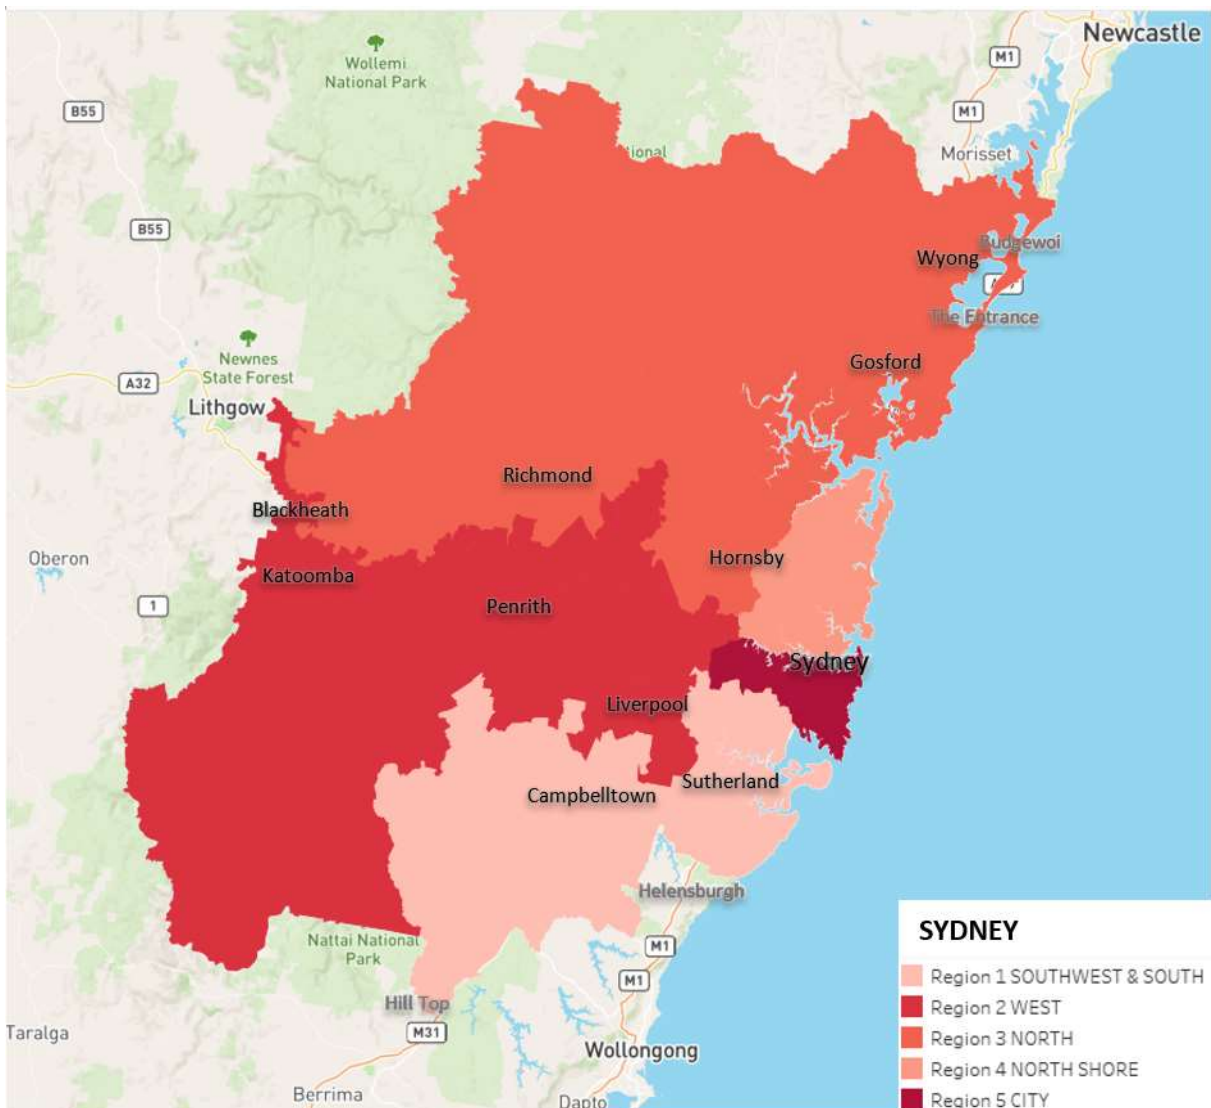 Newcastle
M1
Wollemi
National Park
B55
M1
ional
Morisset
B55
Budgewoi
Wyong
The Entrance
Newnes
State Forest
Gosford
A32
Lithgow
Richmond
Blackheath
Oberon
Hornsby
Katoomba
1
Penrith
Sydney
Liverpool
Sutherland
Campbelltown
Helensburgh
Nattai National
Park
M1
SYDNEY
Region 1 SOUTHWEST & SOUTH
M1
Hill Top
Region 2 WEST
Taralga
M31
Region 3 NORTH
Wollongong
Region 4 NORTH SHORE
Berrima
Dapto
Region 5 CITY